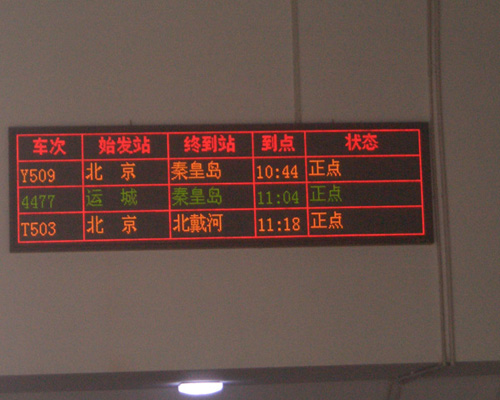 车次 始发站 终到站 到点 状态
Y509 北 京 秦皇岛 10:44 正点
4477 运 城 秦皇岛 11:04 正点
T503 北 京 北戴河 11:18 正点